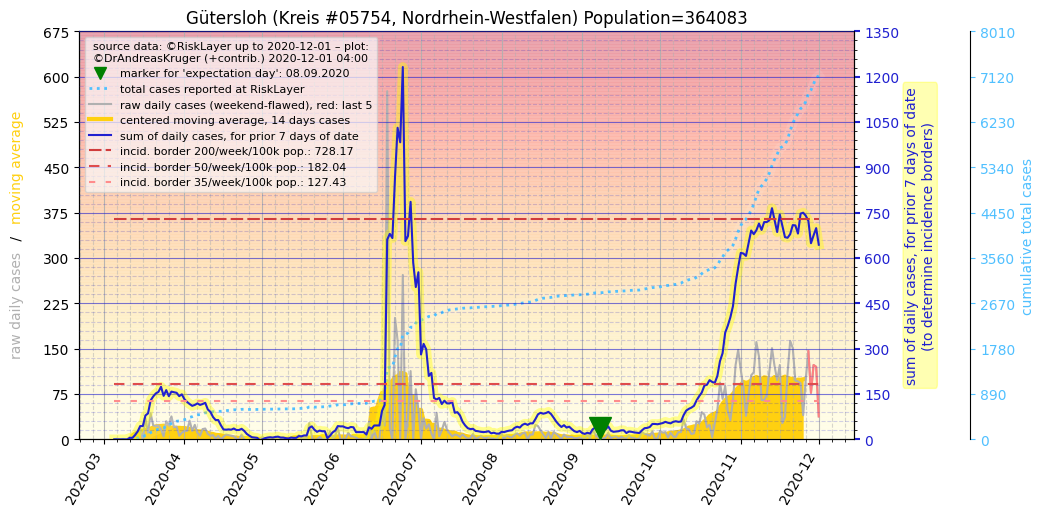 Gütersloh (Kreis #05754, Nordrhein-Westfalen) Population=364083
source data: ©RiskLayer up to 2020-12-01 – plot:
©DrAndreasKruger (+contrib.) 2020-12-01 04:00
marker for 'expectation day': 08.09.2020
total cases reported at RiskLayer
raw daily cases (weekend-flawed), red: last 5
centered moving average, 14 days cases
sum of daily cases, for prior 7 days of date
incid. border 200/week/100k pop.: 728.17
incid. border 50/week/100k pop.: 182.04
incid. border 35/week/100k pop.: 127.43
raw daily cases / moving average
675
600
525
450
375
300
225
150
75
0
1350
1200
1050
900
750
600
450
300
150
0
sum of daily cases, for prior 7 days of date
(to determine incidence borders)
8010
7120
6230
5340
4450
3560
2670
1780
890
0
cumulative total cases
2020-03
2020-04
2020-05
2020-06
2020-07
2020-08
2020-09
2020-10
2020-11
2020-12